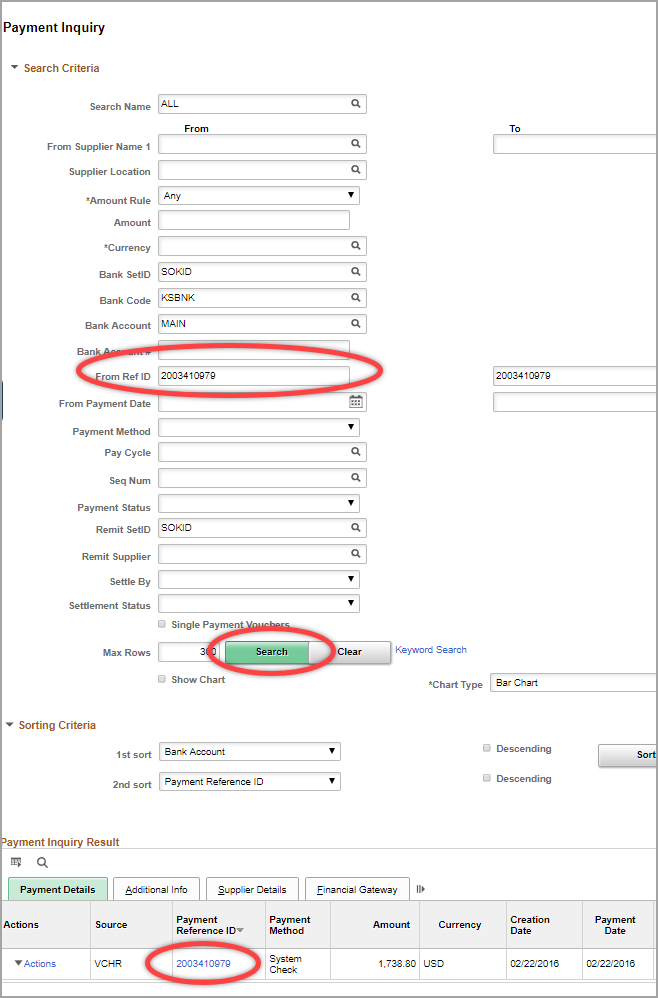 Payment Inquiry
Search Criteria
Search Name ALL
From To
From Supplier Name 1
Supplier Location
*Amount Rule Any
Amount
*Currency
Bank SetID SOKID
Bank Code KSBNK
Bank Account MAIN
Bank Account #
From Ref ID 2003410979 2003410979
From Payment Date
Payment Method
Pay Cycle
Seq Num
Payment Status
Remit SetID SOKID
Remit Supplier
Settle By
Settlement Status
Single Payment Vouchers
Max Rows 300 Search Clear Keyword Search
Show Chart *Chart Type Bar Chart
Sorting Criteria
1st sort Bank Account Descending Sort
2nd sort Payment Reference ID Descending
Payment Inquiry Result
Payment Details Additional Info Supplier Details Financial Gateway
Actions Source Payment Reference ID Payment Method Amount Currency Creation Date Payment Date
Actions VCHR 2003410979 System Check 1,738.80 USD 02/22/2016 02/22/2016